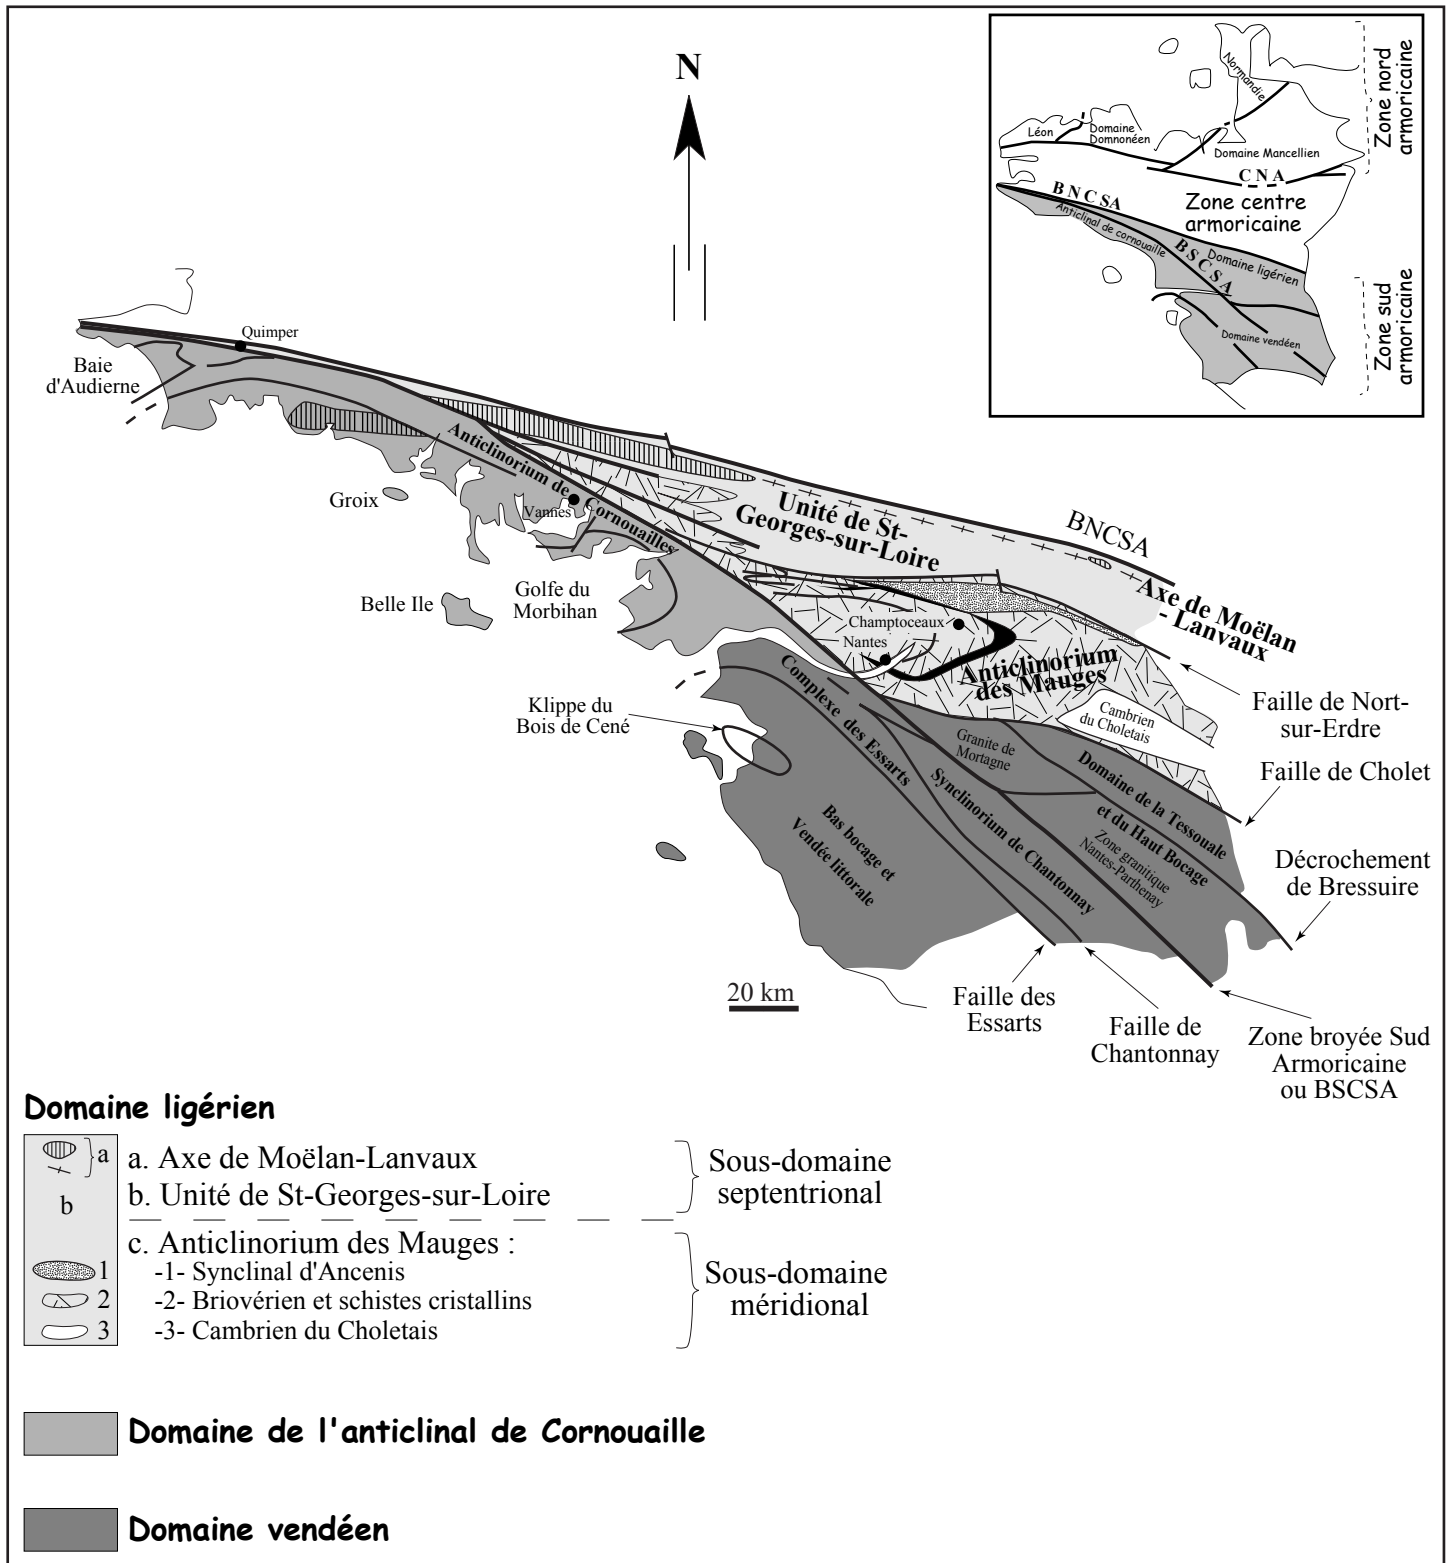 N
Normandie
Léon
Domaine
Domnonéen
Domaine Mancellien
C N A
B N C S A
Zone centre
armoricaine
Anticlinal de cornouaille
B S C S A
Domaine ligérien
Domaine vendéen
Zone nord
armoricaine
Zone sud
armoricaine
Quimper
Baie
d'Audierne
Groix
Anticlinorium de
Cornouailles
Vannes
Belle Ile
Golfe du
Morbihan
Unité de St-
Georges-sur-Loire
BNCSA
Axe de Moëlan
- Lanvaux
Champtoceaux
Nantes
Anticlinorium
des Mauges
Cambrien
du Choletais
Faille de Nort-
sur-Erdre
Faille de Cholet
Klippe du
Bois de Cené
Complexe des Essarts
Granite de
Mortagne
Synclinorium de Chantonnay
Domaine de la Tessouale
et du Haut Bocage
Zone granitique
Nantes-Parthenay
Bas bocage et
Vendée littorale
Décrochement
de Bressuire
20 km
Faille des
Essarts
Faille de
Chantonnay
Zone broyée Sud
Armoricaine
ou BSCSA
Domaine ligérien
a
a. Axe de Moëlan-Lanvaux
b
b. Unité de St-Georges-sur-Loire
Sous-domaine
septentrional
c. Anticlinorium des Mauges :
1 -1- Synclinal d'Ancenis
2 -2- Briovérien et schistes cristallins
3 -3- Cambrien du Choletais
Sous-domaine
méridional
Domaine de l'anticlinal de Cornouaille
Domaine vendéen